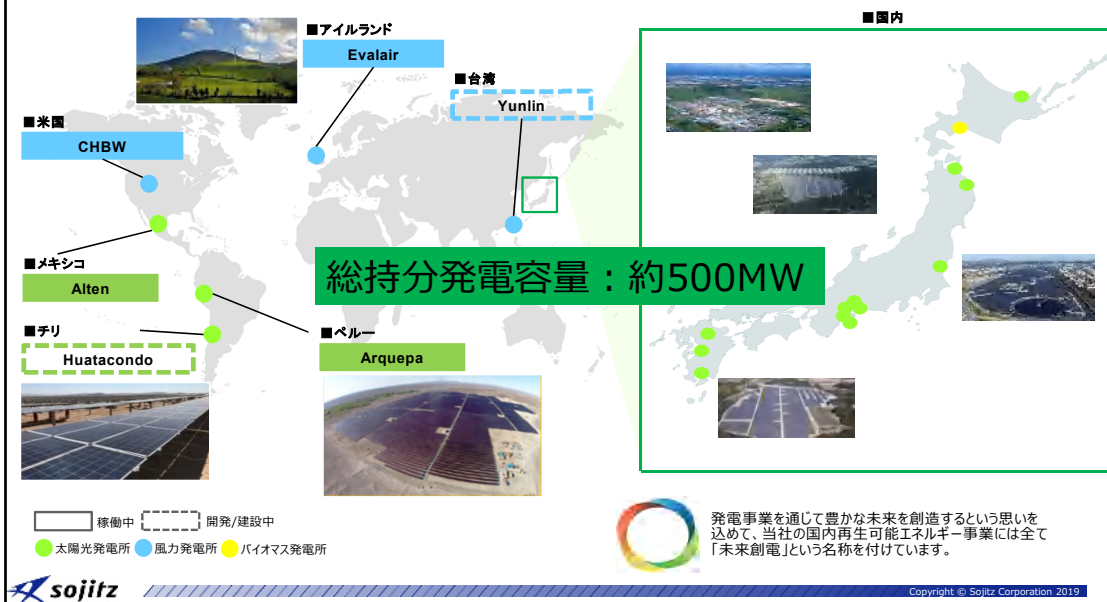 ■国内
■アイルランド
Evalair
■台湾
Yunlin
■米国
CHBW
総持分発電容量：約500MW
■メキシコ
Alten
■チリ
Huatacondo
■ペルー
Arquepa
稼働中
開発/建設中
太陽光発電所
風力発電所
バイオマス発電所
発電事業を通じて豊かな未来を創造するという思いを
込めて、当社の国内再生可能エネルギー事業には全て
「未来創電」という名称を付けています。
sojitz
Copyright © Sojitz Corporation 2019